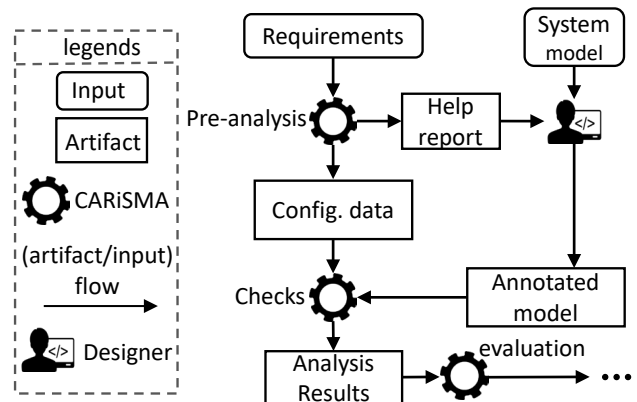 legends
Input
Artifact
CARiSMA
(artifact/input)
flow
</>
Designer
Requirements
System
model
Pre-analysis
Help
report
</>
Config. data
Checks
Annotated
model
Analysis
Results
evaluation
...